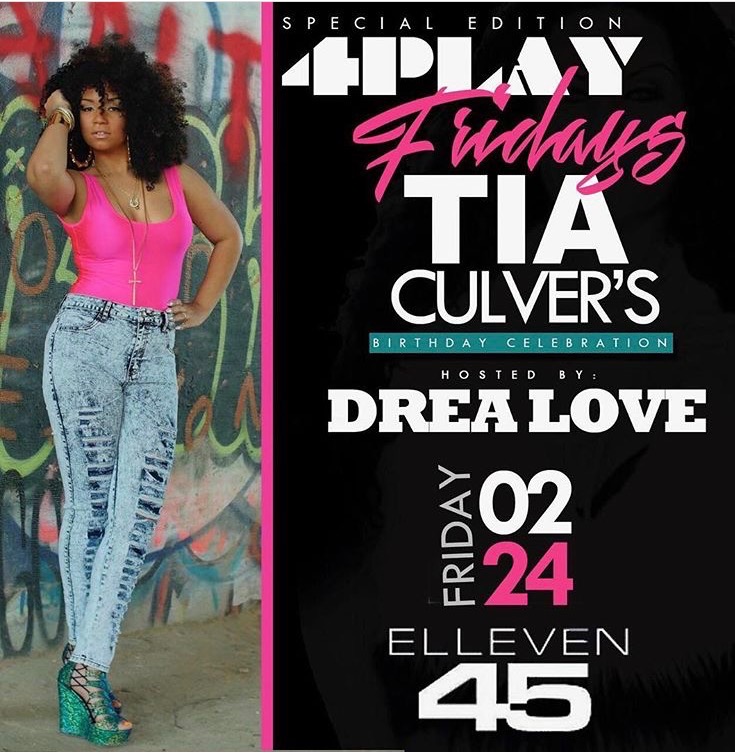 SPECIAL EDITION
4PLAY
Fridays
TIA
CULVER'S
BIRTHDAY CELEBRATION
HOSTED BY:
DREA LOVE
FRIDAY
02
24
ELLEVEN
45